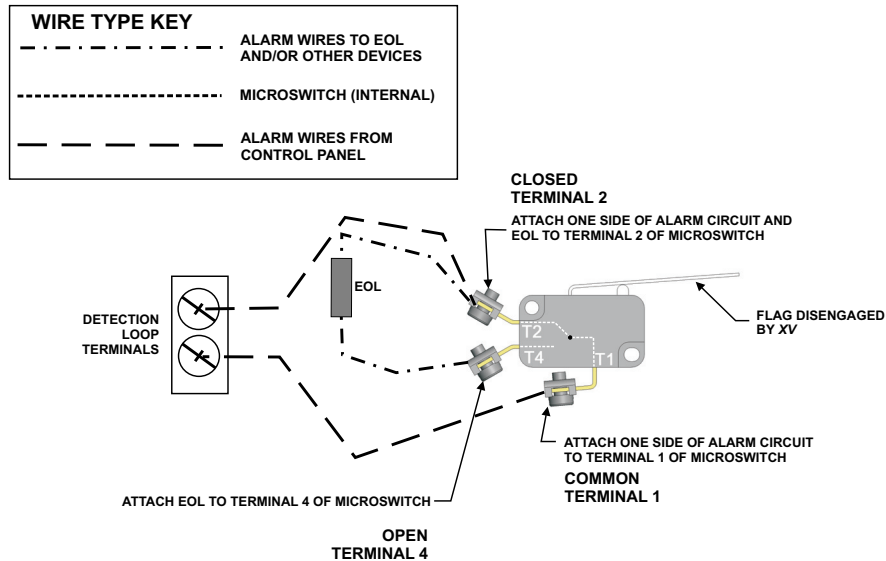 WIRE TYPE KEY
ALARM WIRES TO EOL
AND/OR OTHER DEVICES
MICROSWITCH (INTERNAL)
ALARM WIRES FROM
CONTROL PANEL
CLOSED
TERMINAL 2
ATTACH ONE SIDE OF ALARM CIRCUIT AND
EOL TO TERMINAL 2 OF MICROSWITCH
EOL
DETECTION
LOOP
TERMINALS
FLAG DISENGAGED
BY XV
T2
T4
T1
ATTACH ONE SIDE OF ALARM CIRCUIT
TO TERMINAL 1 OF MICROSWITCH
COMMON
TERMINAL 1
ATTACH EOL TO TERMINAL 4 OF MICROSWITCH
OPEN
TERMINAL 4